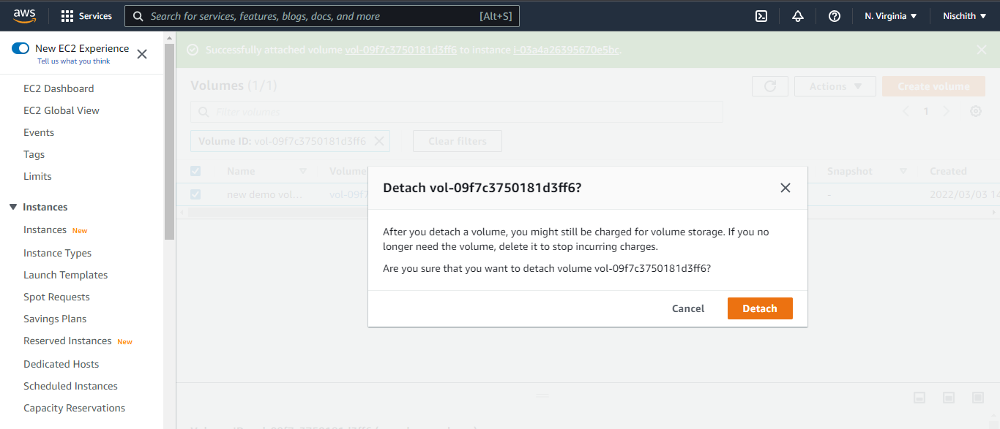 aws
Services
Search for services, features, blogs, docs, and more [Alt+S]
N. Virginia
Nischith
New EC2 Experience
Tell us what you think
EC2 Dashboard
EC2 Global View
Events
Tags
Limits
Instances
Instances New
Instance Types
Launch Templates
Spot Requests
Savings Plans
Reserved Instances New
Dedicated Hosts
Scheduled Instances
Capacity Reservations
Successfully attached volume vol-09f7c3750181d3ff6 to instance i-03a4a26395670e5bc.
Volumes (1/1)
Actions
Create volume
Filter volumes
1
Volume ID: vol-09f7c3750181d3ff6
Clear filters
Name Volume Snapshot Created
new demo vol... vol-09f7 - 2022/03/03 14
Detach vol-09f7c3750181d3ff6?
After you detach a volume, you might still be charged for volume storage. If you no
longer need the volume, delete it to stop incurring charges.
Are you sure that you want to detach volume vol-09f7c3750181d3ff6?
Cancel
Detach